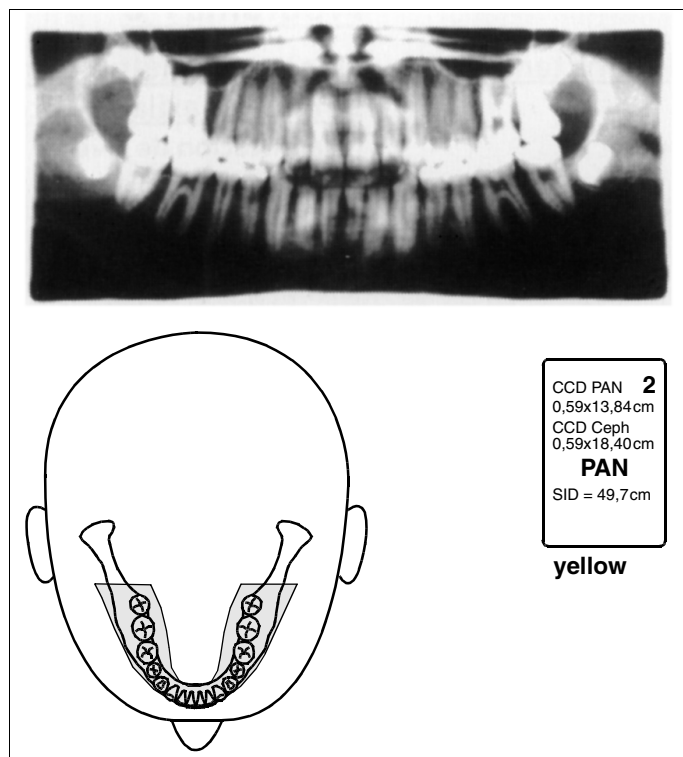 CCD PAN 2
0,59x13,84cm
CCD Ceph
0,59x18,40cm
PAN
SID = 49,7cm
yellow